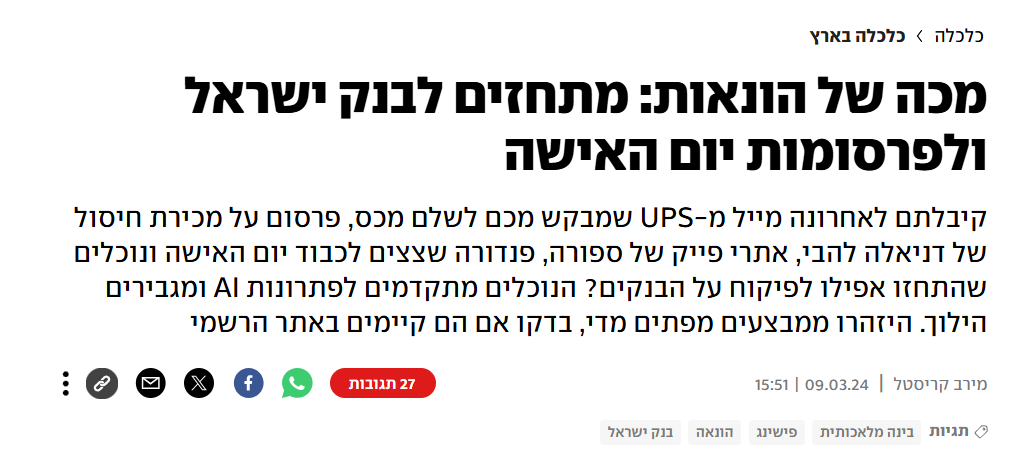 כלכלה › כלכלה בארץ
מכה של הונאות: מתחזים לבנק ישראל
ולפרסומות יום האישה
קיבלתם לאחרונה מייל מ-UPS שמבקש מכם לשלם מכס, פרסום על מכירת חיסול
של דניאלה להבי, אתרי פייק של ספורה, פנדורה שצצים לכבוד יום האישה ונוכלים
שהתחזו אפילו לפיקוח על הבנקים? הנוכלים מתקדמים לפתרונות AI ומגבירים
הילוך. היזהרו ממבצעים מפתים מדי, בדקו אם הם קיימים באתר הרשמי
מירב קריסטל | 09.03.24 | 15:51 27 תגובות
תגיות בינה מלאכותית פישינג הונאה בנק ישראל